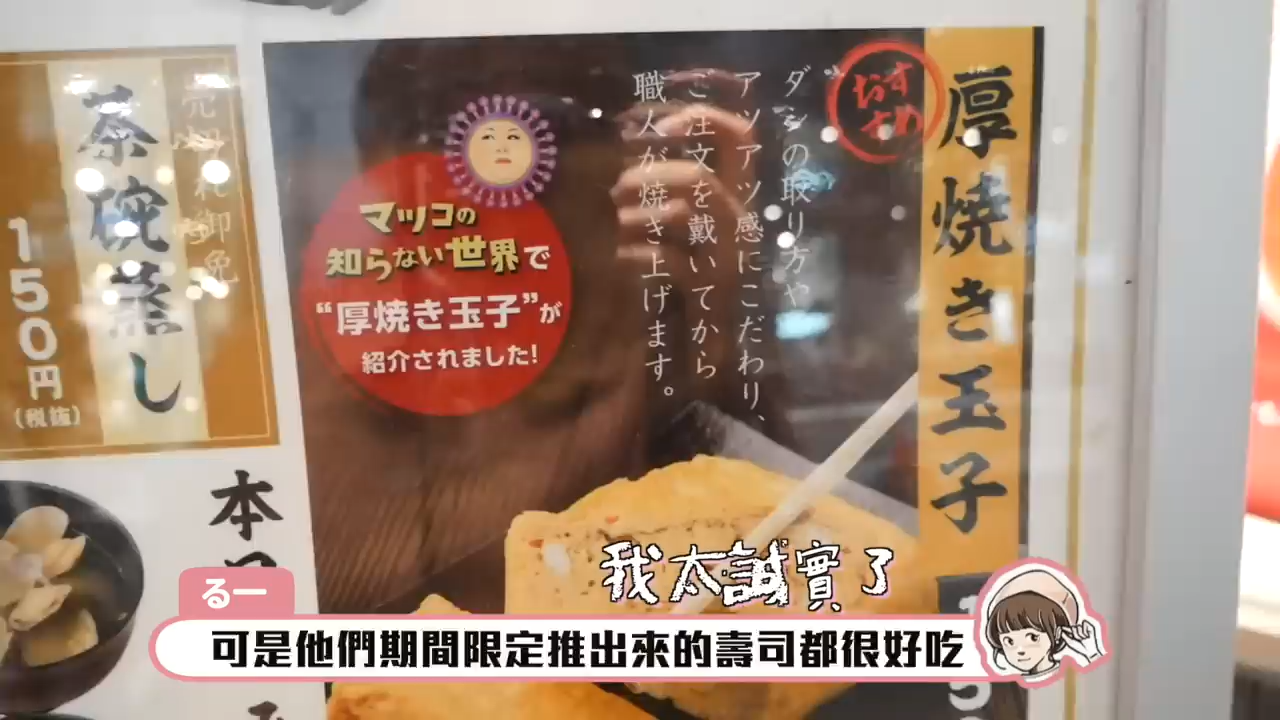 厚焼き玉子
おすすめ
ダシの取り方や
アツアツ感にこだわり、
ご注文を戴いてから
職人が焼き上げます。
マツコの
知らない世界で
“厚焼き玉子”が
紹介されました!
売切れ御免
茶碗蒸し
150円
(税抜)
本
我太誠實了
るー
可是他們期間限定推出來的壽司都很好吃